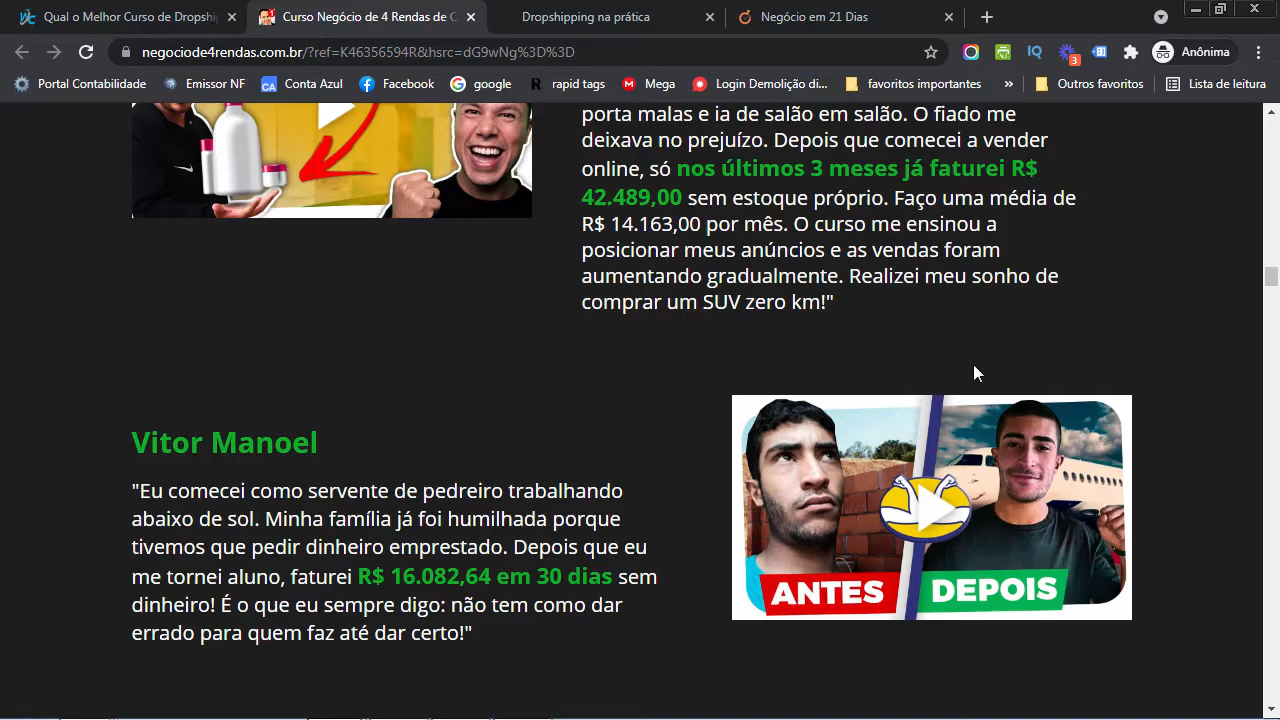 Qual o Melhor Curso de Dropshi
Curso Negócio de 4 Rendas de C
Dropshipping na prática
Negócio em 21 Dias
negociode4rendas.com.br/?ref=K46356594R&hsrc=dG9wNg%3D%3D
IQ
3
Anônima
Portal Contabilidade
Emissor NF
CA
Conta Azul
Facebook
google
R
rapid tags
M
Mega
Login Demolição di...
favoritos importantes
»
Outros favoritos
Lista de leitura
porta malas e ia de salão em salão. O fiado me
deixava no prejuízo. Depois que comecei a vender
online, só nos últimos 3 meses já faturei R$
42.489,00 sem estoque próprio. Faço uma média de
R$ 14.163,00 por mês. O curso me ensinou a
posicionar meus anúncios e as vendas foram
aumentando gradualmente. Realizei meu sonho de
comprar um SUV zero km!"
Vitor Manoel
"Eu comecei como servente de pedreiro trabalhando
abaixo de sol. Minha família já foi humilhada porque
tivemos que pedir dinheiro emprestado. Depois que eu
me tornei aluno, faturei R$ 16.082,64 em 30 dias sem
dinheiro! É o que eu sempre digo: não tem como dar
errado para quem faz até dar certo!"
ANTES
DEPOIS